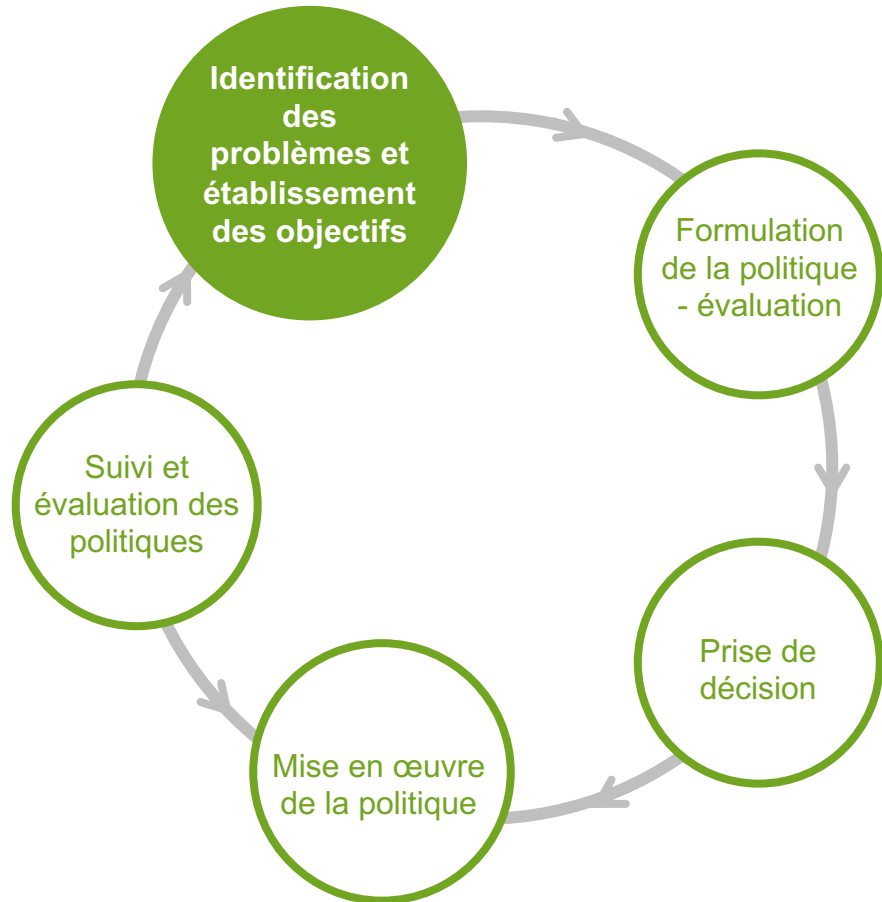 Identification
des
problèmes et
établissement
des objectifs
Formulation
de la politique
- évaluation
Prise de
décision
Mise en œuvre
de la politique
Suivi et
évaluation des
politiques